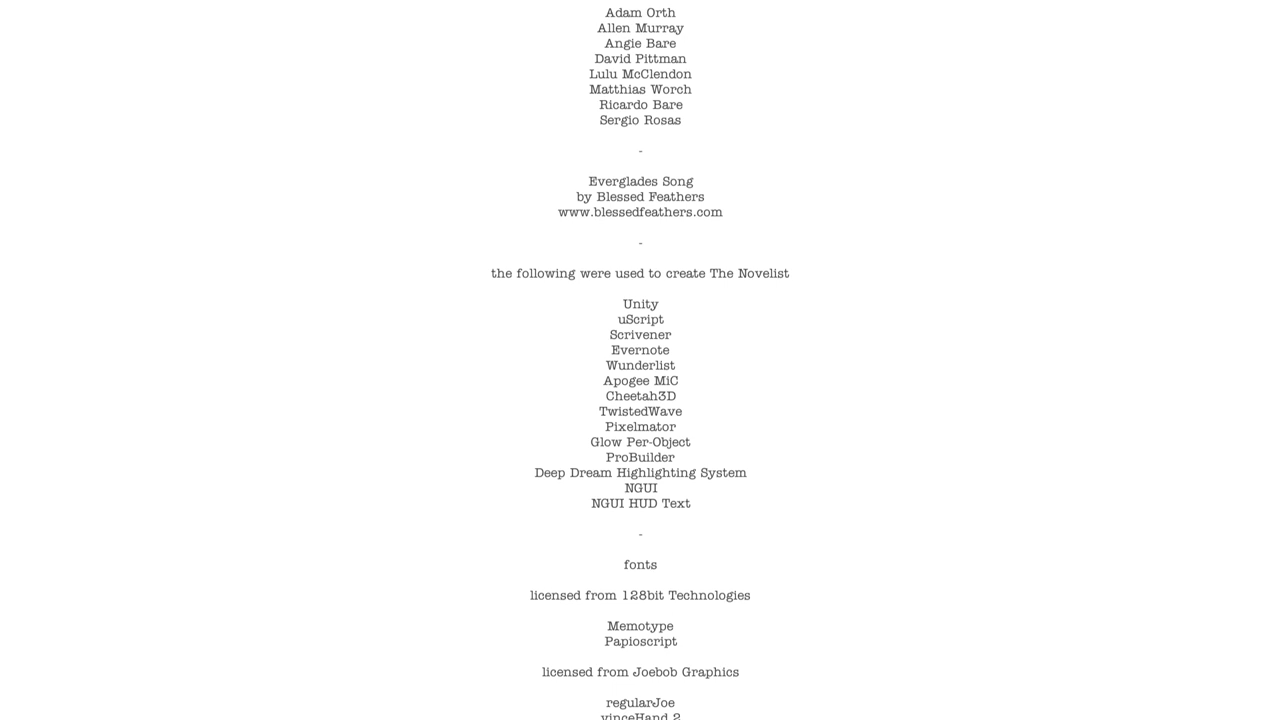 Adam Orth
Allen Murray
Angie Bare
David Pittman
Lulu McClendon
Matthias Worch
Ricardo Bare
Sergio Rosas
-
Everglades Song
by Blessed Feathers
www.blessedfeathers.com
-
the following were used to create The Novelist
Unity
uScript
Scrivener
Evernote
Wunderlist
Apogee MiC
Cheetah3D
TwistedWave
Pixelmator
Glow Per-Object
ProBuilder
Deep Dream Highlighting System
NGUI
NGUI HUD Text
-
fonts
licensed from 128bit Technologies
Memotype
Papioscript
licensed from Joebob Graphics
regularJoe
vinceHand 2